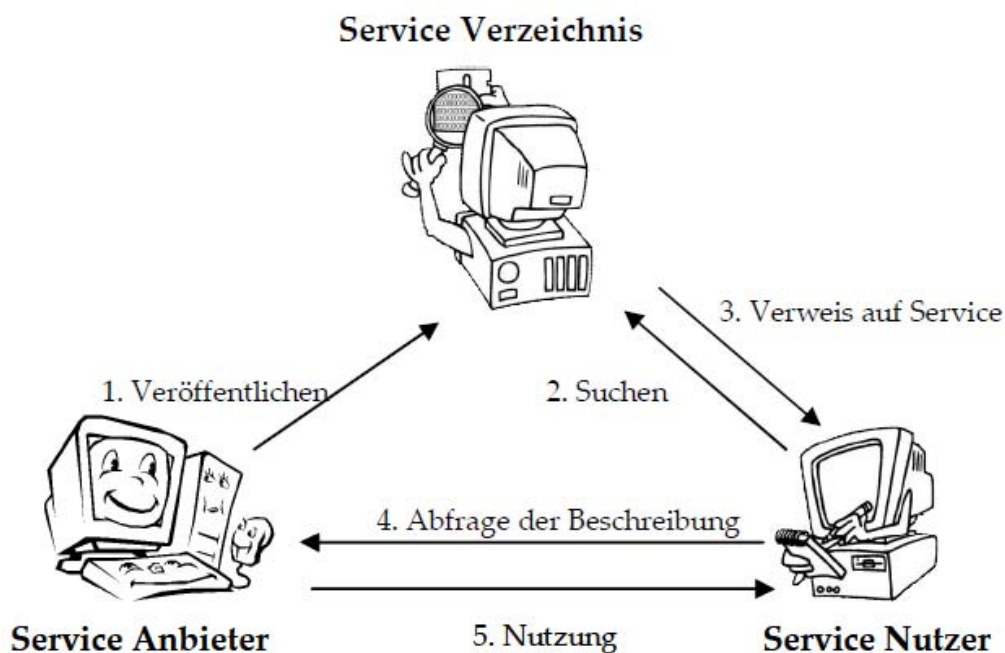 Service Verzeichnis
3. Verweis auf Service
1. Veröffentlichen
2. Suchen
4. Abfrage der Beschreibung
Service Anbieter
5. Nutzung
Service Nutzer